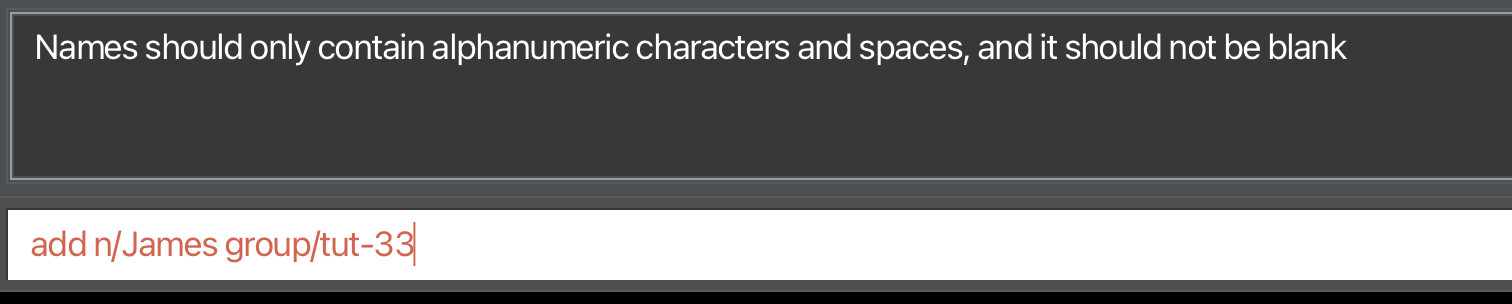 Names should only contain alphanumeric characters and spaces, and it should not be blank
add n/James group/tut-33